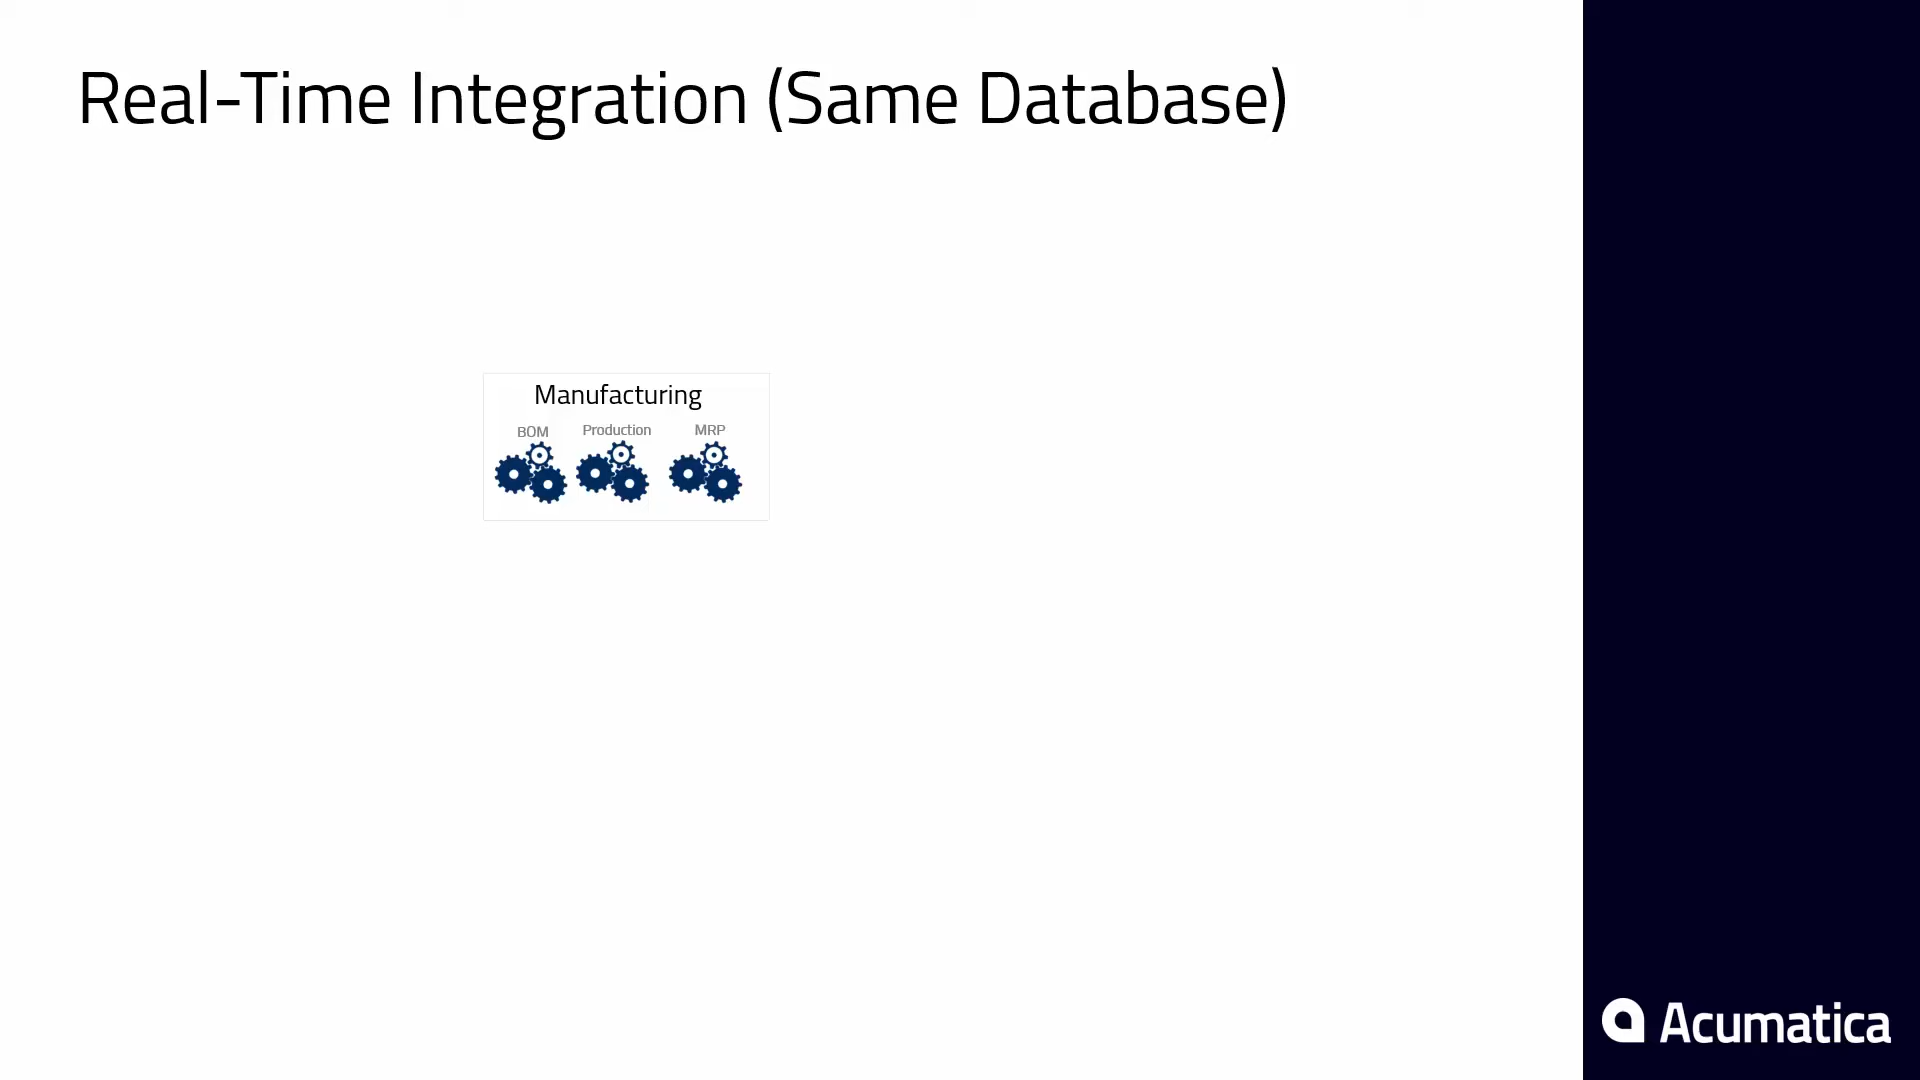 Real-Time Integration (Same Database)
Manufacturing
BOM Production MRP
Acumatica